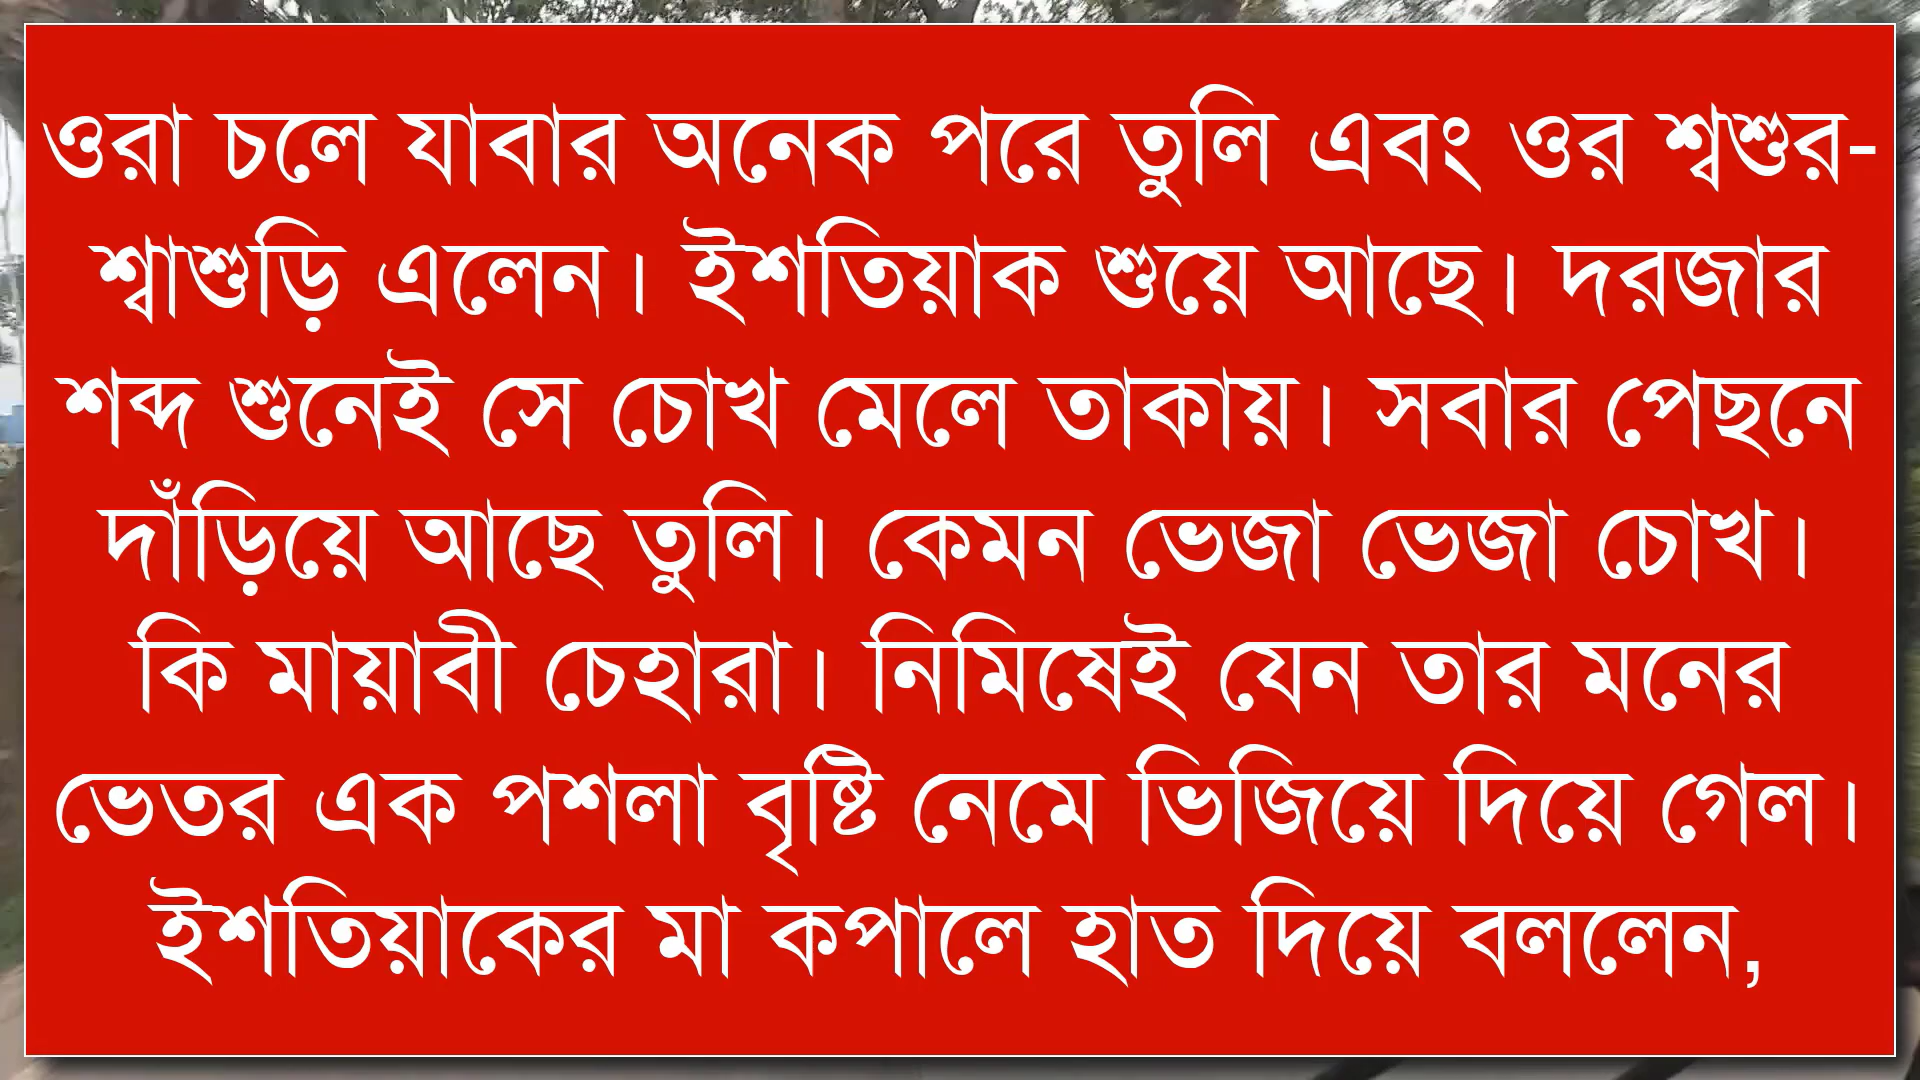 ওরা চলে যাবার অনেক পরে তুলি এবং ওর শ্বশুর-
শ্বাশুড়ি এলেন। ইশতিয়াক শুয়ে আছে। দরজার
শব্দ শুনেই সে চোখ মেলে তাকায়। সবার পেছনে
দাঁড়িয়ে আছে তুলি। কেমন ভেজা ভেজা চোখ।
কি মায়াবী চেহারা। নিমিষেই যেন তার মনের
ভেতর এক পশলা বৃষ্টি নেমে ভিজিয়ে দিয়ে গেল।
ইশতিয়াকের মা কপালে হাত দিয়ে বললেন,